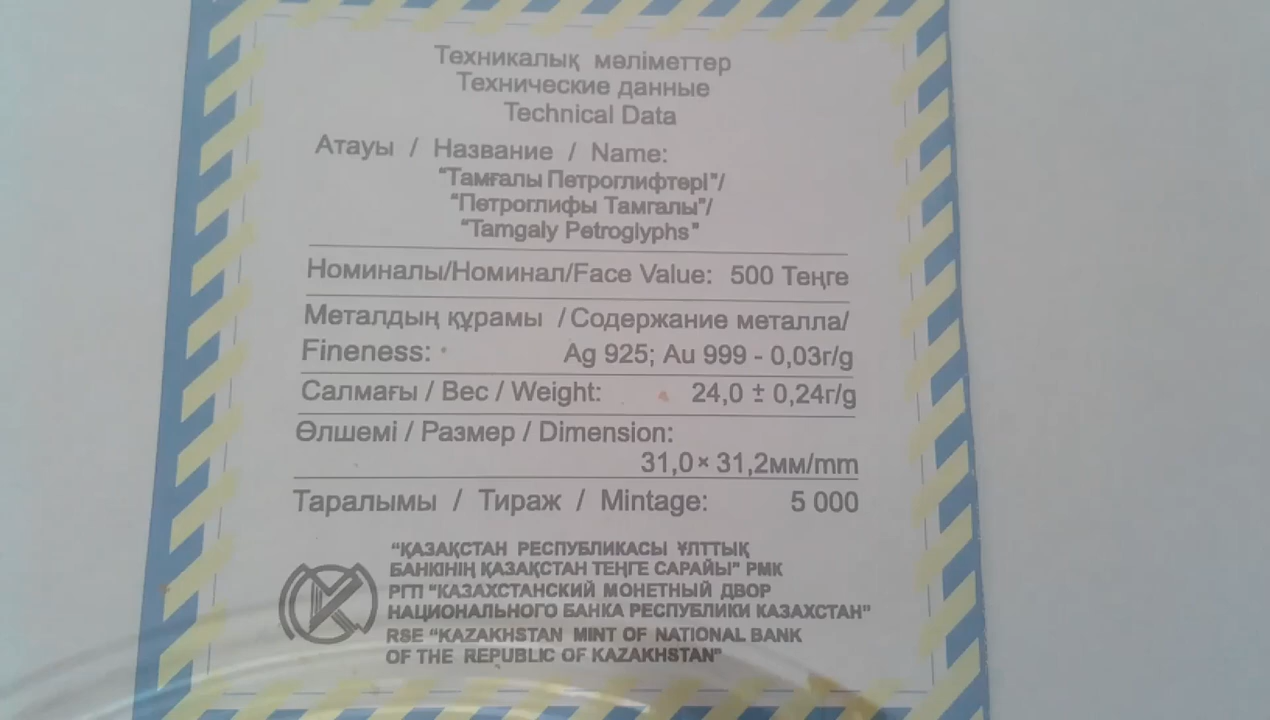 Техникалық мәліметтер
Технические данные
Technical Data
Атауы / Название / Name:
"Тамғалы Петроглифтері"/
"Петроглифы Тамгалы"/
"Tamgaly Petroglyphs"
Номиналы/Номинал/Face Value: 500 Теңге
Металдың құрамы / Содержание металла/
Fineness: Ag 925; Au 999 - 0,03г/g
Салмағы / Вес / Weight: 24,0 ± 0,24г/g
Өлшемі / Размер / Dimension:
31,0 × 31,2мм/mm
Таралымы / Тираж / Mintage: 5 000
"ҚАЗАҚСТАН РЕСПУБЛИКАСЫ ҰЛТТЫҚ
БАНКІНІҢ ҚАЗАҚСТАН ТЕҢГЕ САРАЙЫ" РМК
РГП "КАЗАХСТАНСКИЙ МОНЕТНЫЙ ДВОР
НАЦИОНАЛЬНОГО БАНКА РЕСПУБЛИКИ КАЗАХСТАН"
RSE "KAZAKHSTAN MINT OF NATIONAL BANK
OF THE REPUBLIC OF KAZAKHSTAN"